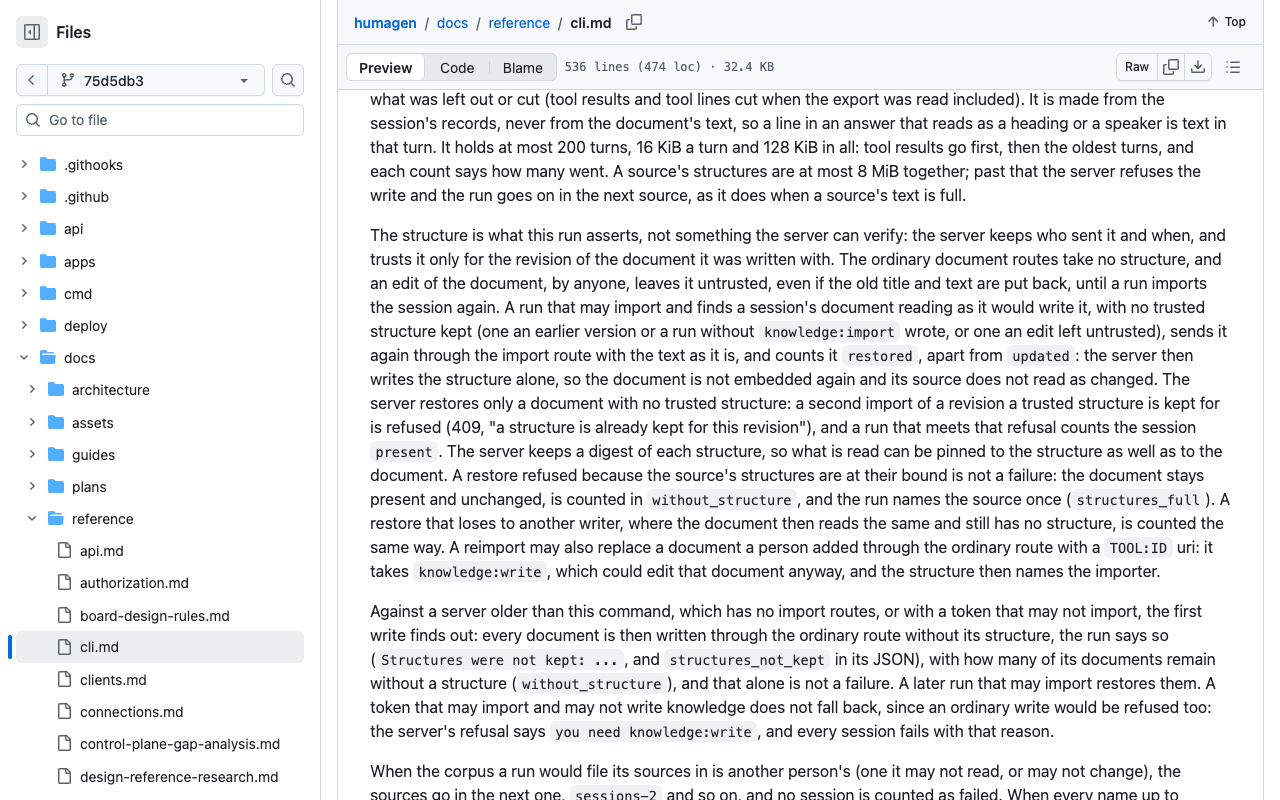 Files
75d5db3
Go to file
.githooks
.github
api
apps
cmd
deploy
docs
architecture
assets
guides
plans
reference
api.md
authorization.md
board-design-rules.md
cli.md
clients.md
connections.md
control-plane-gap-analysis.md
design-reference-research.md
humagen / docs / reference / cli.md
Top
Preview Code Blame 536 lines (474 loc) · 32.4 KB Raw
what was left out or cut (tool results and tool lines cut when the export was read included). It is made from the
session's records, never from the document's text, so a line in an answer that reads as a heading or a speaker is text in
that turn. It holds at most 200 turns, 16 KiB a turn and 128 KiB in all: tool results go first, then the oldest turns, and
each count says how many went. A source's structures are at most 8 MiB together; past that the server refuses the
write and the run goes on in the next source, as it does when a source's text is full.
The structure is what this run asserts, not something the server can verify: the server keeps who sent it and when, and
trusts it only for the revision of the document it was written with. The ordinary document routes take no structure, and
an edit of the document, by anyone, leaves it untrusted, even if the old title and text are put back, until a run imports
the session again. A run that may import and finds a session's document reading as it would write it, with no trusted
structure kept (one an earlier version or a run without knowledge:import wrote, or one an edit left untrusted), sends it
again through the import route with the text as it is, and counts it restored, apart from updated: the server then
writes the structure alone, so the document is not embedded again and its source does not read as changed. The
server restores only a document with no trusted structure: a second import of a revision a trusted structure is kept for
is refused (409, "a structure is already kept for this revision"), and a run that meets that refusal counts the session
present. The server keeps a digest of each structure, so what is read can be pinned to the structure as well as to the
document. A restore refused because the source's structures are at their bound is not a failure: the document stays
present and unchanged, is counted in without_structure, and the run names the source once (structures_full). A
restore that loses to another writer, where the document then reads the same and still has no structure, is counted the
same way. A reimport may also replace a document a person added through the ordinary route with a TOOL:ID uri: it
takes knowledge:write, which could edit that document anyway, and the structure then names the importer.
Against a server older than this command, which has no import routes, or with a token that may not import, the first
write finds out: every document is then written through the ordinary route without its structure, the run says so
(Structures were not kept: ..., and structures_not_kept in its JSON), with how many of its documents remain
without a structure (without_structure), and that alone is not a failure. A later run that may import restores them. A
token that may import and may not write knowledge does not fall back, since an ordinary write would be refused too:
the server's refusal says you need knowledge:write, and every session fails with that reason.
When the corpus a run would file its sources in is another person's (one it may not read, or may not change), the
sources go in the next one, sessions-2 and so on, and no session is counted as failed. When every name up to